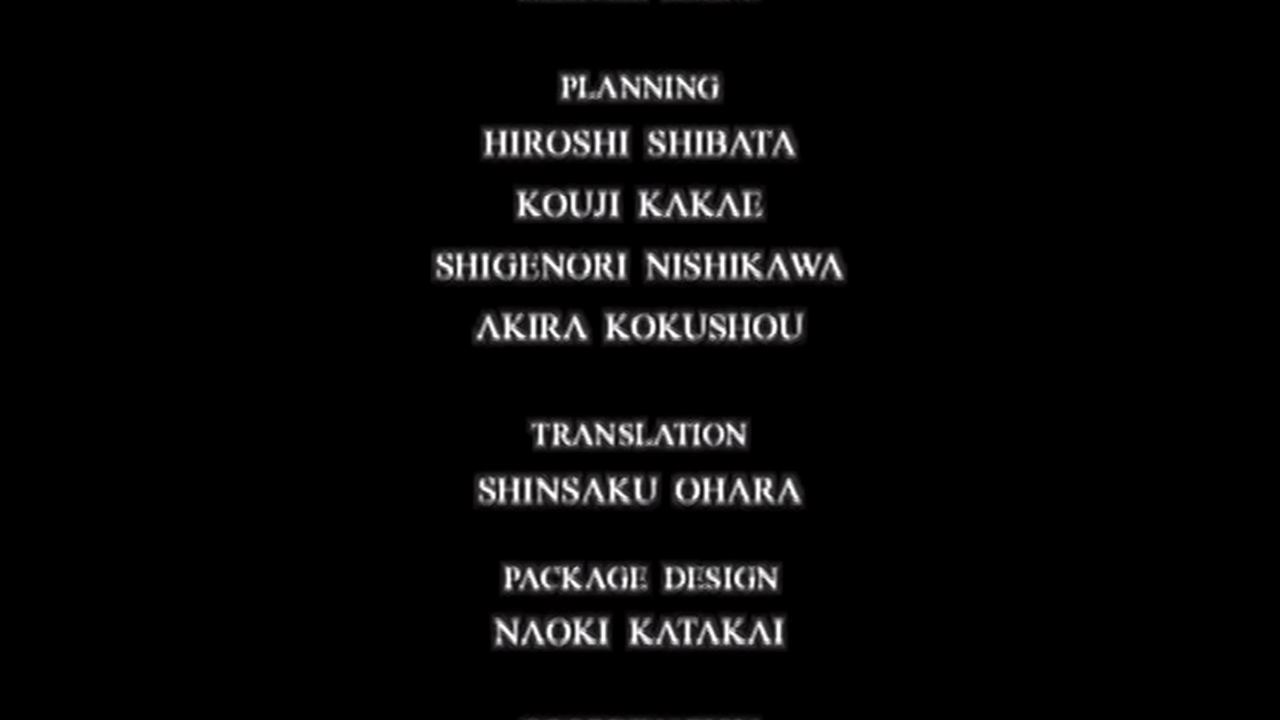 PLANNING
HIROSHI SHIBATA
KOUJI KAKAE
SHIGENORI NISHIKAWA
AKIRA KOKUSHOU
TRANSLATION
SHINSAKU OHARA
PACKAGE DESIGN
NAOKI KATAKAI